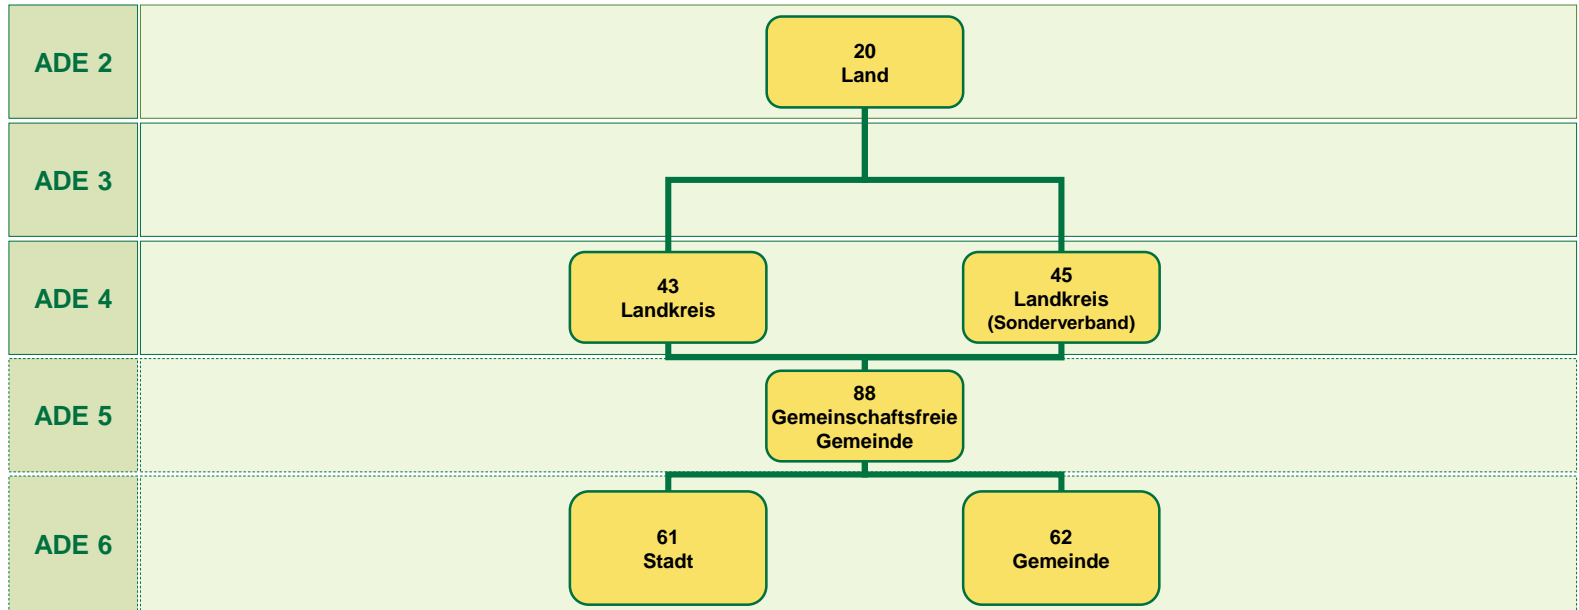 ADE 2
20
Land
ADE 3
ADE 4
43
Landkreis
45
Landkreis
(Sonderverband)
ADE 5
88
Gemeinschaftsfreie
Gemeinde
ADE 6
61
Stadt
62
Gemeinde